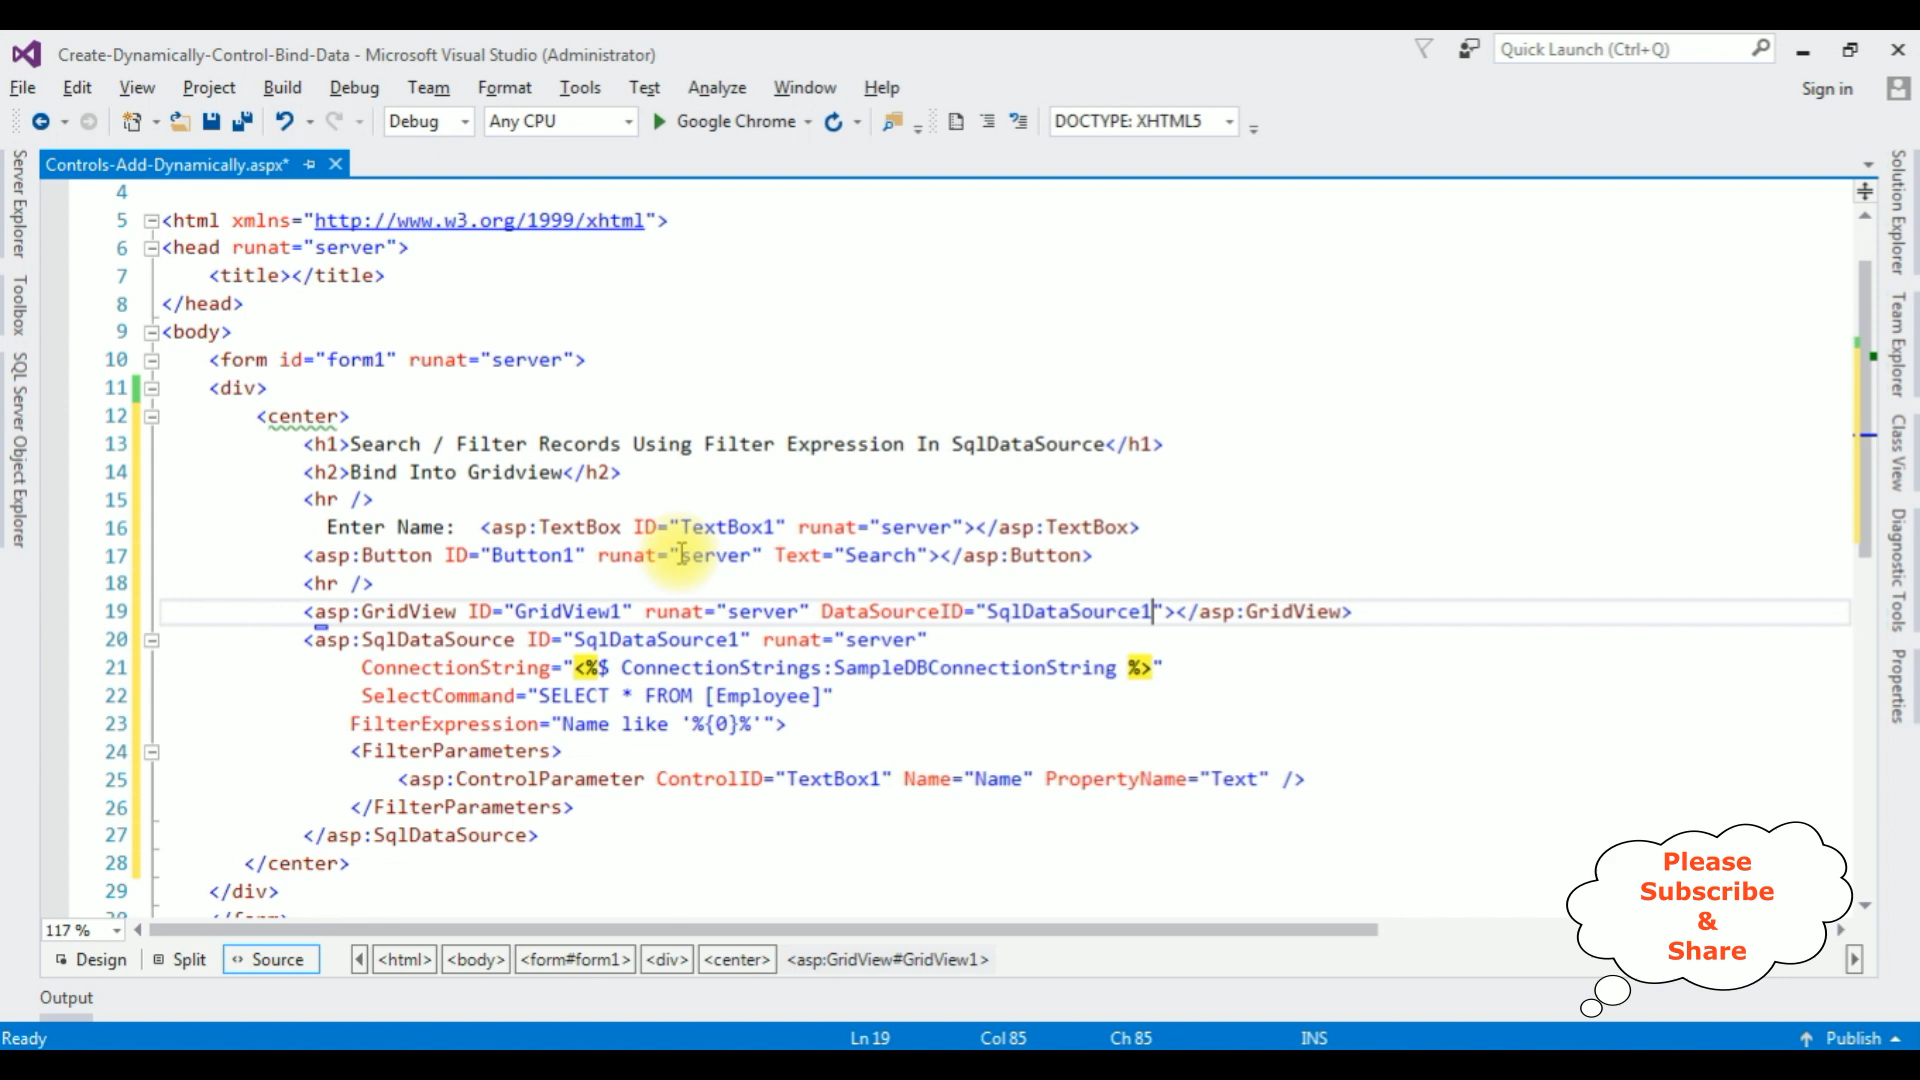 Create-Dynamically-Control-Bind-Data - Microsoft Visual Studio (Administrator)
Quick Launch (Ctrl+Q)
File Edit View Project Build Debug Team Format Tools Test Analyze Window Help
Sign in
Debug Any CPU Google Chrome DOCTYPE: XHTML5
Controls-Add-Dynamically.aspx*
Server Explorer
Toolbox
SQL Server Object Explorer
Solution Explorer
Team Explorer
Class View
Diagnostic Tools
Properties
4
5 <html xmlns="http://www.w3.org/1999/xhtml">
6 <head runat="server">
7 <title></title>
8 </head>
9 <body>
10 <form id="form1" runat="server">
11 <div>
12 <center>
13 <h1>Search / Filter Records Using Filter Expression In SqlDataSource</h1>
14 <h2>Bind Into Gridview</h2>
15 <hr />
16 Enter Name: <asp:TextBox ID="TextBox1" runat="server"></asp:TextBox>
17 <asp:Button ID="Button1" runat="server" Text="Search"></asp:Button>
18 <hr />
19 <asp:GridView ID="GridView1" runat="server" DataSourceID="SqlDataSource1"></asp:GridView>
20 <asp:SqlDataSource ID="SqlDataSource1" runat="server"
21 ConnectionString="<%$ ConnectionStrings:SampleDBConnectionString %>"
22 SelectCommand="SELECT * FROM [Employee]"
23 FilterExpression="Name like '%{0}%'">
24 <FilterParameters>
25 <asp:ControlParameter ControlID="TextBox1" Name="Name" PropertyName="Text" />
26 </FilterParameters>
27 </asp:SqlDataSource>
28 </center>
29 </div>
30 </form>
Please
Subscribe
&
Share
117 %
Design Split Source <html> <body> <form#form1> <div> <center> <asp:GridView#GridView1>
Output
Ready Ln 19 Col 85 Ch 85 INS Publish